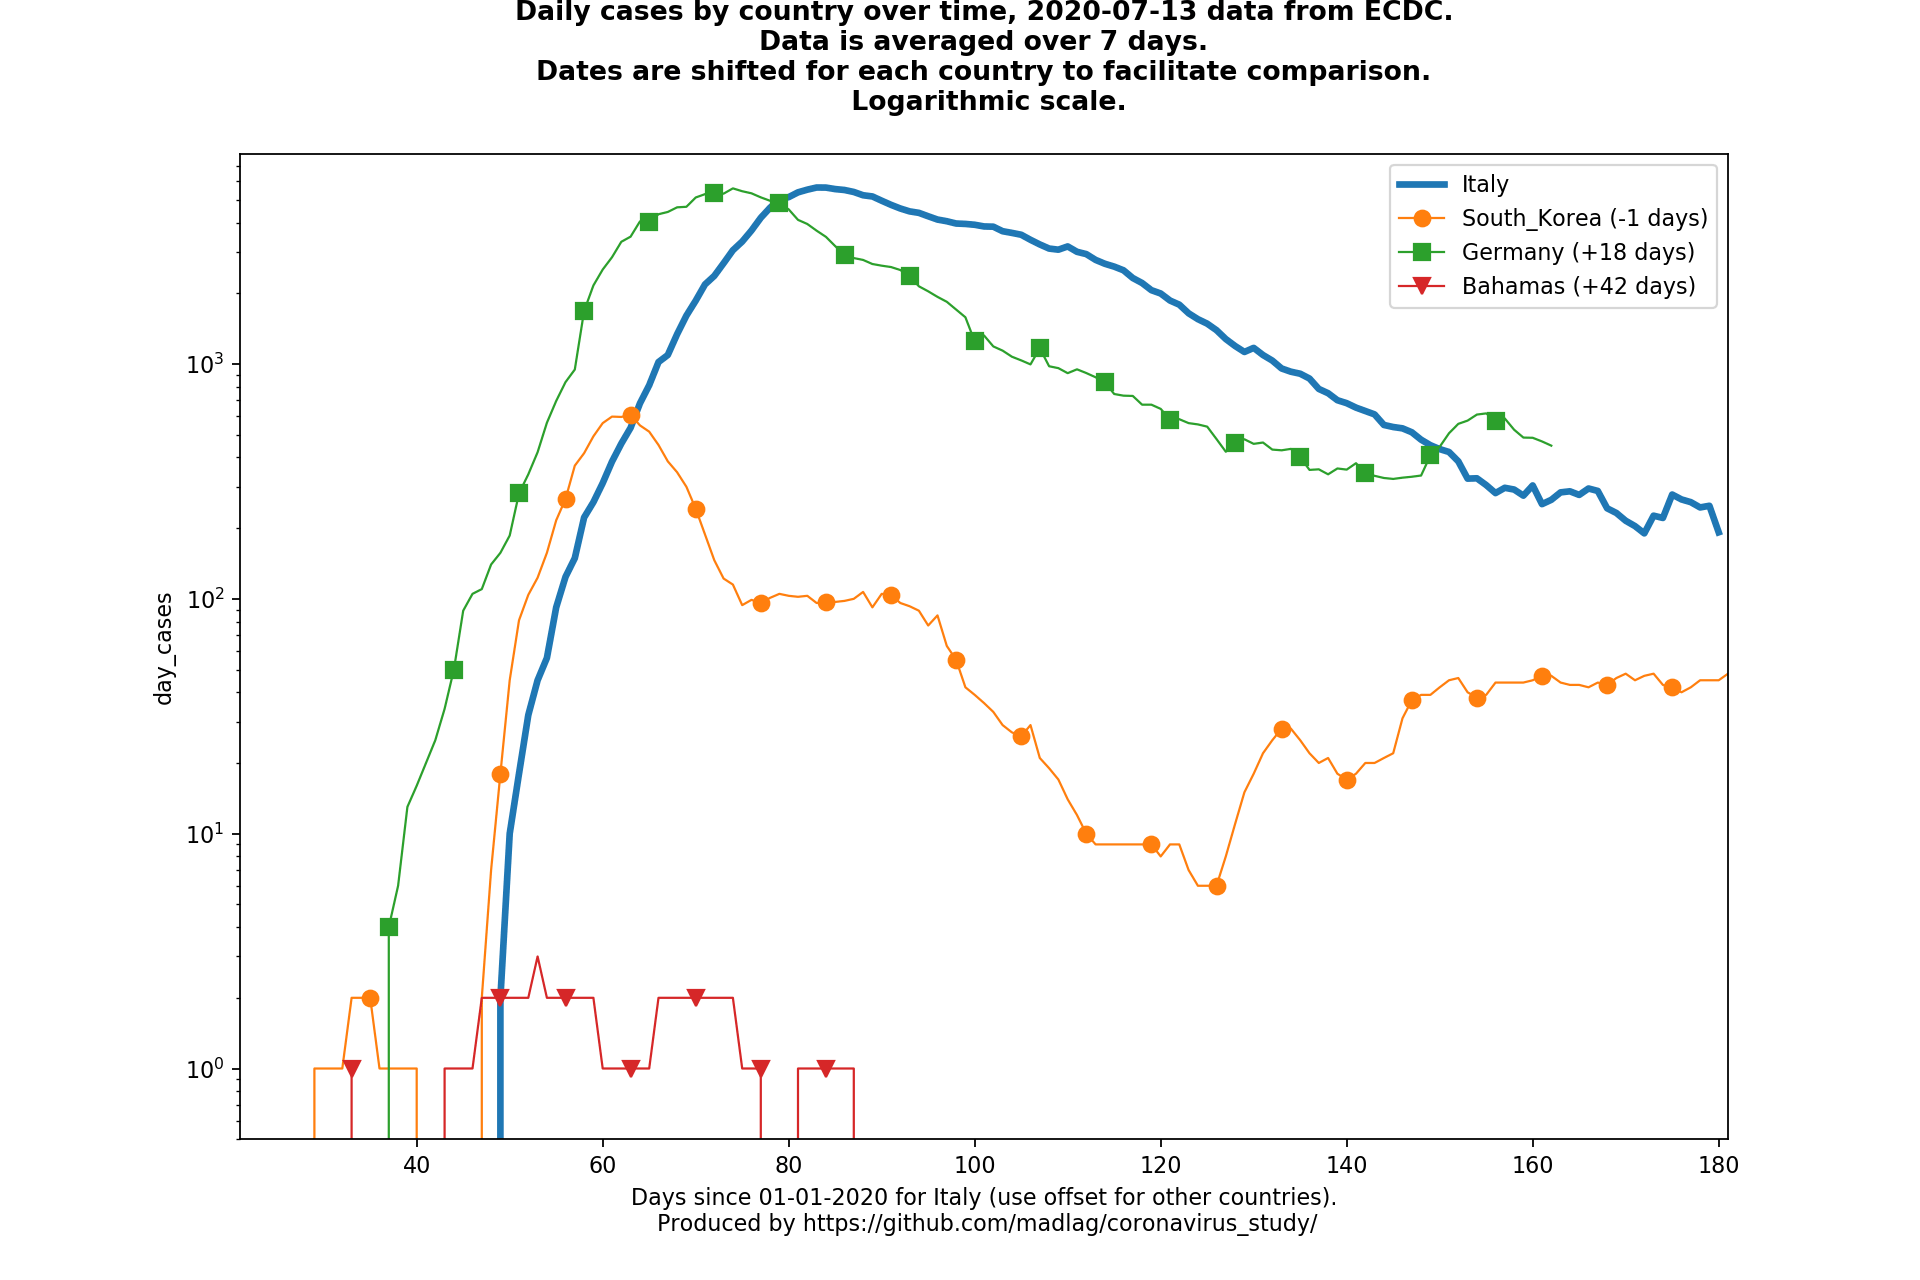 Daily cases by country over time, 2020-07-13 data from ECDC.
Data is averaged over 7 days.
Dates are shifted for each country to facilitate comparison.
Logarithmic scale.
Italy
South_Korea (-1 days)
Germany (+18 days)
Bahamas (+42 days)
day_cases
10³
10²
10¹
10⁰
40 60 80 100 120 140 160 180
Days since 01-01-2020 for Italy (use offset for other countries).
Produced by https://github.com/madlag/coronavirus_study/